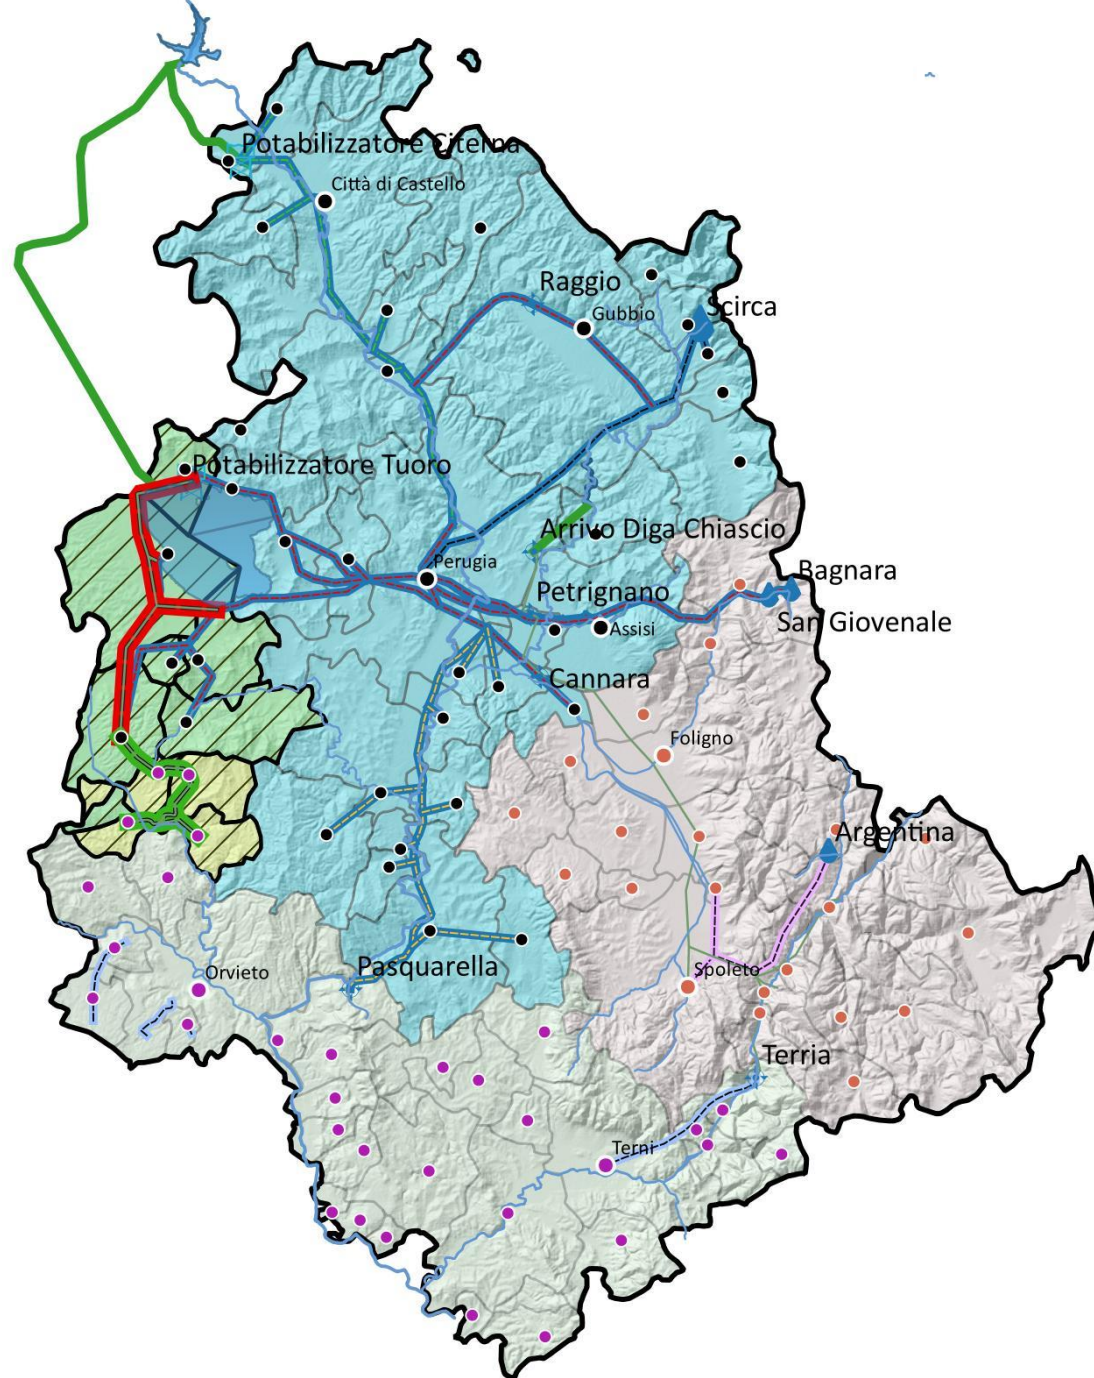 Potabilizzatore Citerna
Città di Castello
Raggio
Gubbio
Scirca
Potabilizzatore Tuoro
Arrivo Diga Chiascio
Perugia
Petrignano
Bagnara
Assisi
San Giovenale
Cannara
Foligno
Argentina
Pasquarella
Orvieto
Spoleto
Terria
Terni